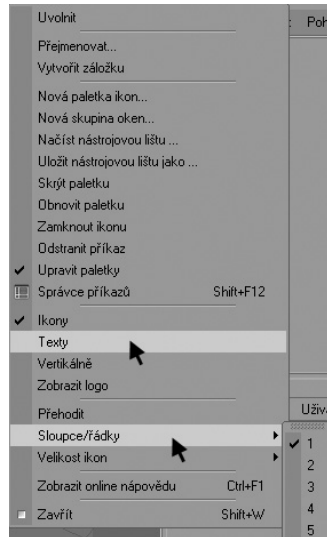 Uvolnit
Přejmenovat...
Vytvořit záložku
Nová paletka ikon...
Nová skupina oken...
Načíst nástrojovou lištu ...
Uložit nástrojovou lištu jako ...
Skrýt paletku
Obnovit paletku
Zamknout ikonu
Odstranit příkaz
Upravit paletky
Správce příkazů Shift+F12
Ikony
Texty
Vertikálně
Zobrazit logo
Přehodit
Sloupce/řádky
Velikost ikon
Zobrazit online nápovědu Ctrl+F1
Zavřít Shift+W
: Poh
Uživ
1
2
3
4
5